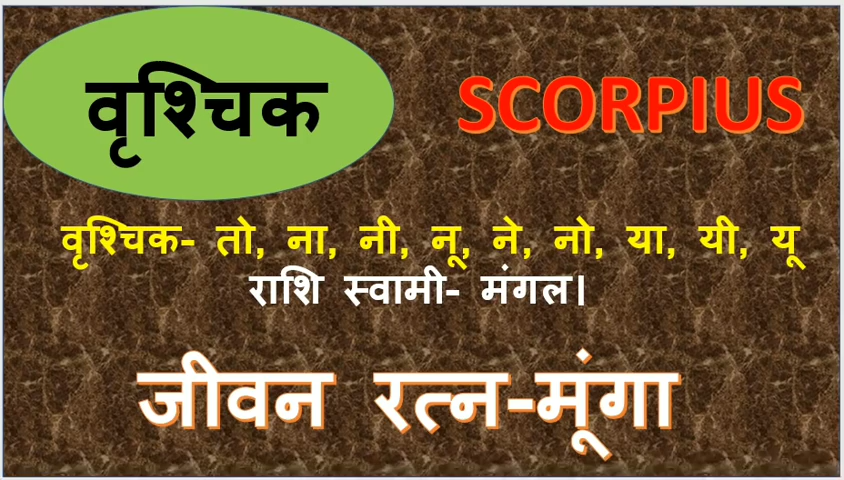 वृश्चिक
SCORPIUS
वृश्चिक- तो, ना, नी, नू, ने, नो, या, यी, यू
राशि स्वामी- मंगल।
जीवन रत्न-मूंगा